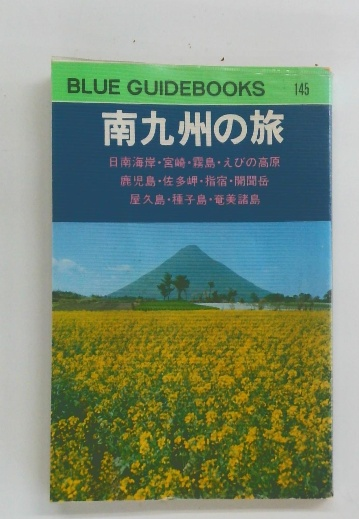 BLUE GUIDEBOOKS 145
南九州の旅
日南海岸・宮崎・霧島・えびの高原
鹿児島・佐多岬・指宿・開聞岳
屋久島・種子島・奄美諸島